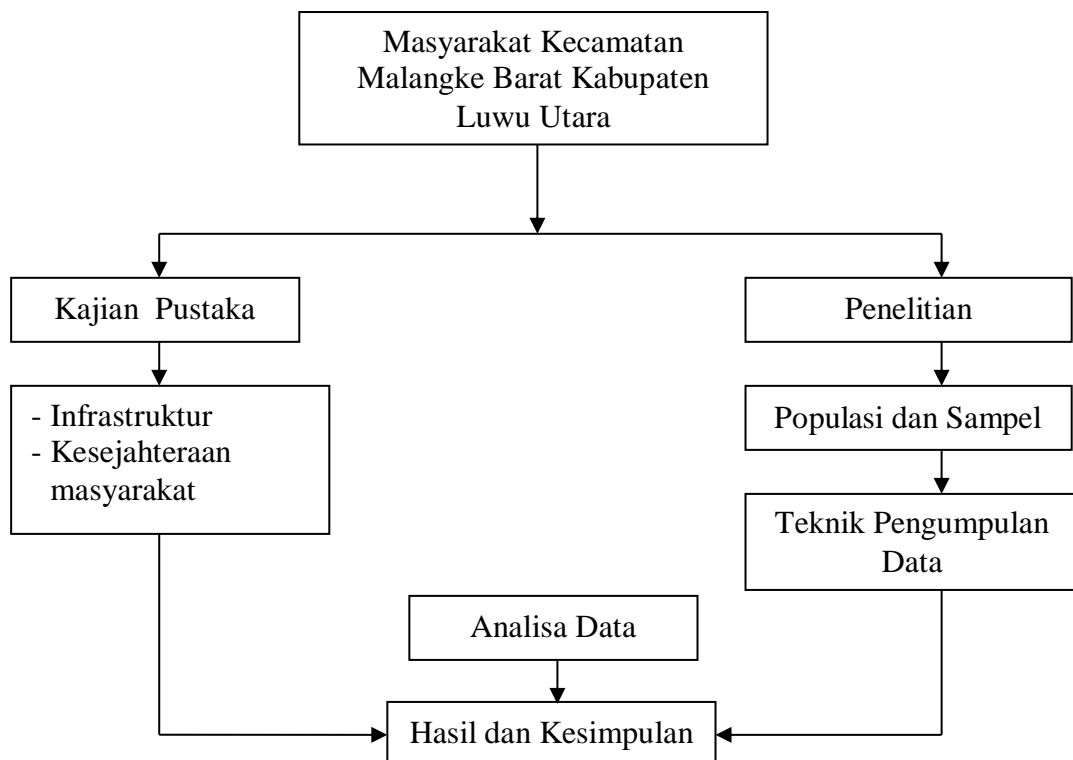 Masyarakat Kecamatan
Malangke Barat Kabupaten
Luwu Utara
Kajian Pustaka
Penelitian
- Infrastruktur
- Kesejahteraan
masyarakat
Populasi dan Sampel
Teknik Pengumpulan
Data
Analisa Data
Hasil dan Kesimpulan